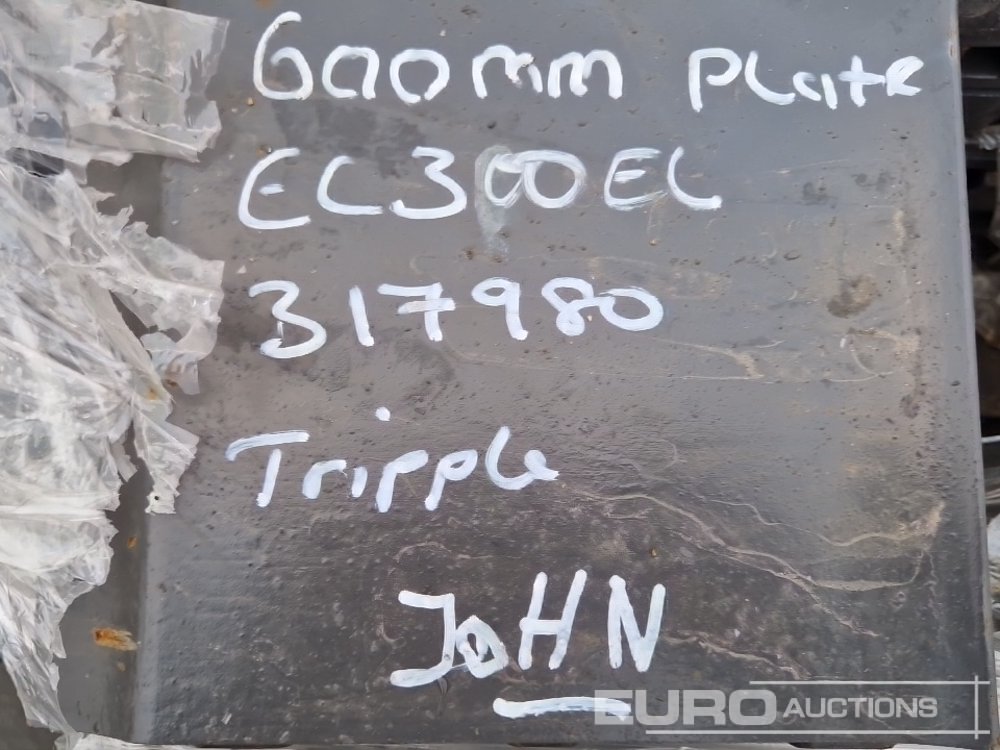 600mm Plate
EC300EL
317980
Tripple
JoHN
EURO AUCTIONS